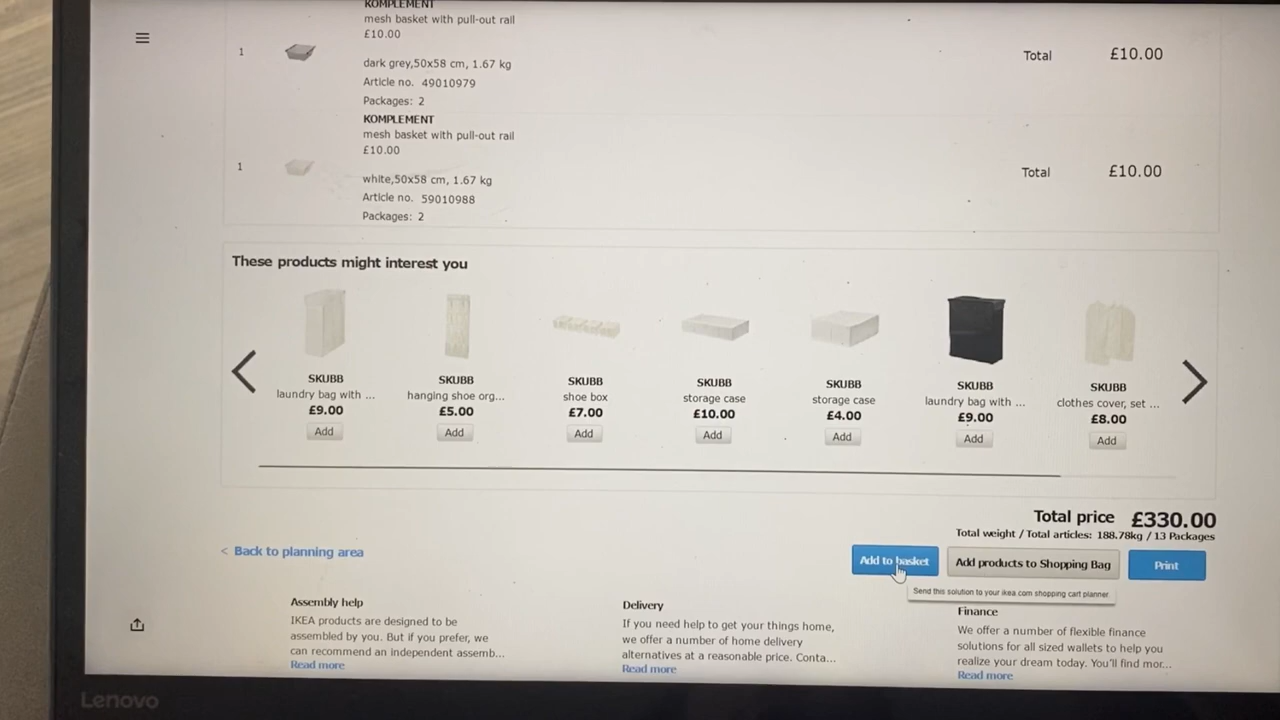 KOMPLEMENT
mesh basket with pull-out rail
£10.00
1
dark grey,50x58 cm, 1.67 kg
Total £10.00
Article no. 49010979
Packages: 2
KOMPLEMENT
mesh basket with pull-out rail
£10.00
1
white,50x58 cm, 1.67 kg
Total £10.00
Article no. 59010988
Packages: 2
These products might interest you
SKUBB
laundry bag with ...
£9.00
Add
SKUBB
hanging shoe org...
£5.00
Add
SKUBB
shoe box
£7.00
Add
SKUBB
storage case
£10.00
Add
SKUBB
storage case
£4.00
Add
SKUBB
laundry bag with ...
£9.00
Add
SKUBB
clothes cover, set ...
£8.00
Add
Total price £330.00
Total weight / Total articles: 188.78kg / 13 Packages
< Back to planning area
Add to basket
Add products to Shopping Bag
Print
Send this solution to your ikea.com shopping cart planner.
Assembly help
IKEA products are designed to be
assembled by you. But if you prefer, we
can recommend an independent assemb...
Read more
Delivery
If you need help to get your things home,
we offer a number of home delivery
alternatives at a reasonable price. Conta...
Read more
Finance
We offer a number of flexible finance
solutions for all sized wallets to help you
realize your dream today. You'll find mor...
Read more
Lenovo